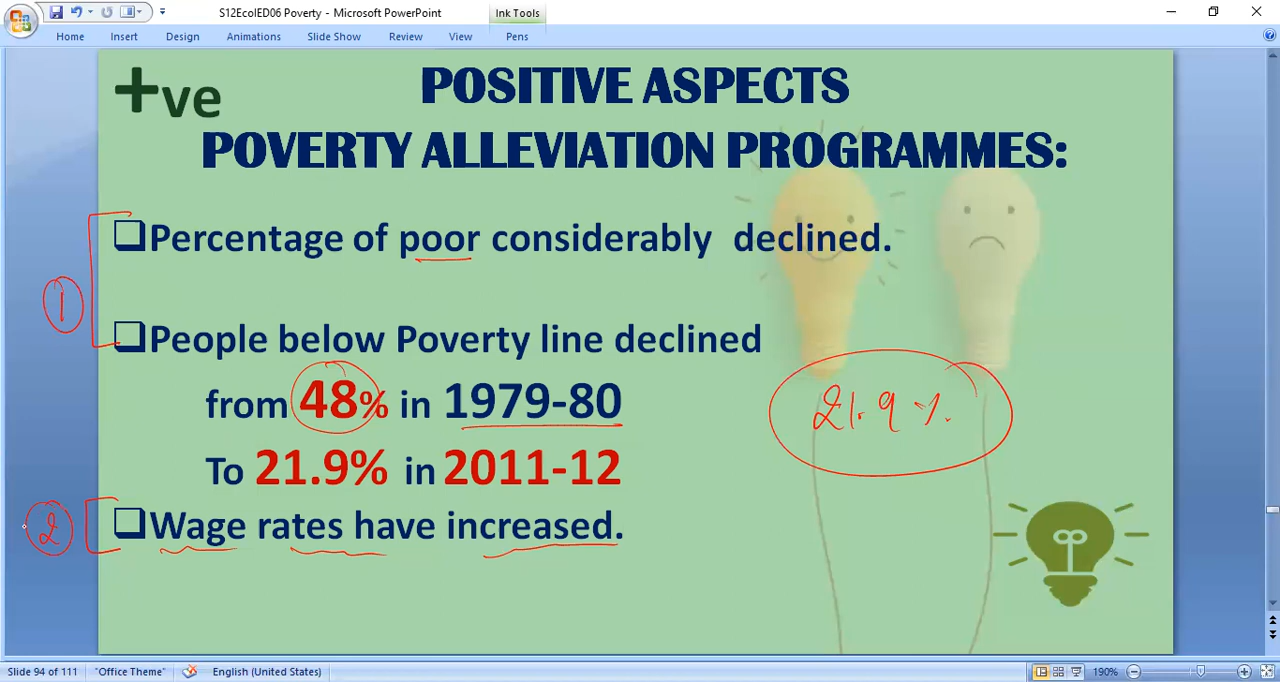 S12EcoIED06 Poverty - Microsoft PowerPoint
Ink Tools
Home Insert Design Animations Slide Show Review View Pens
+ve
POSITIVE ASPECTS
POVERTY ALLEVIATION PROGRAMMES:
❑Percentage of poor considerably declined.
1
❑People below Poverty line declined
from 48% in 1979-80
21.9 %.
To 21.9% in 2011-12
2
❑Wage rates have increased.
Slide 94 of 111 "Office Theme" English (United States) 190%